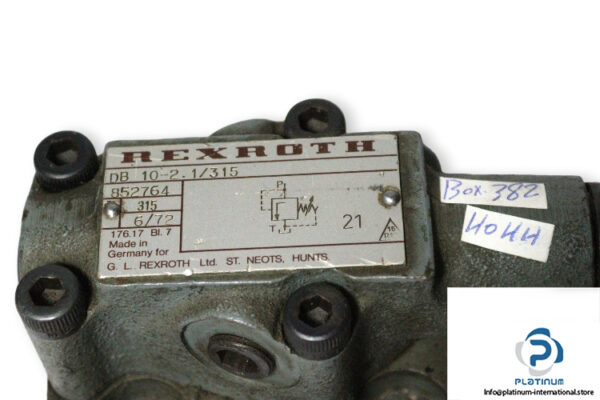 REXROTH
DB 10-2.1/315
852764
315
6/72
P
T
21
176.17 Bl. 7
Made in
Germany for
G. L. REXROTH Ltd. ST. NEOTS, HUNTS.
Box-382
PLATINUM
Info@platinum-international.store